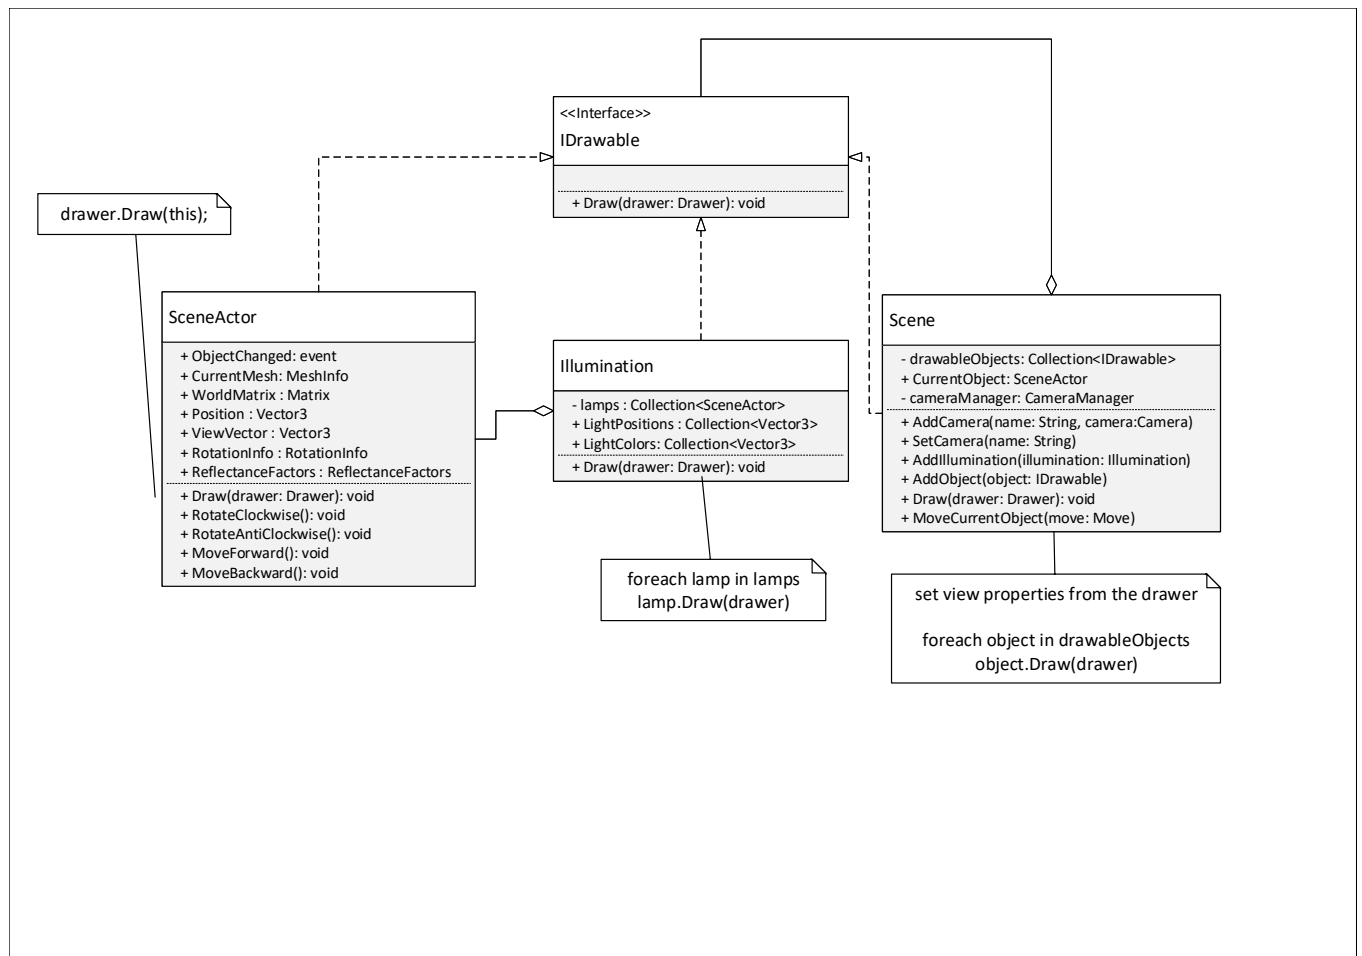 <<Interface>>
IDrawable
+ Draw(drawer: Drawer): void
drawer.Draw(this);
SceneActor
+ ObjectChanged: event
+ CurrentMesh: MeshInfo
+ WorldMatrix : Matrix
+ Position : Vector3
+ ViewVector : Vector3
+ RotationInfo : RotationInfo
+ ReflectanceFactors : ReflectanceFactors
+ Draw(drawer: Drawer): void
+ RotateClockwise(): void
+ RotateAntiClockwise(): void
+ MoveForward(): void
+ MoveBackward(): void
Illumination
- lamps : Collection<SceneActor>
+ LightPositions : Collection<Vector3>
+ LightColors: Collection<Vector3>
+ Draw(drawer: Drawer): void
foreach lamp in lamps
lamp.Draw(drawer)
Scene
- drawableObjects: Collection<IDrawable>
+ CurrentObject: SceneActor
- cameraManager: CameraManager
+ AddCamera(name: String, camera:Camera)
+ SetCamera(name: String)
+ AddIllumination(illumination: Illumination)
+ AddObject(object: IDrawable)
+ Draw(drawer: Drawer): void
+ MoveCurrentObject(move: Move)
set view properties from the drawer
foreach object in drawableObjects
object.Draw(drawer)